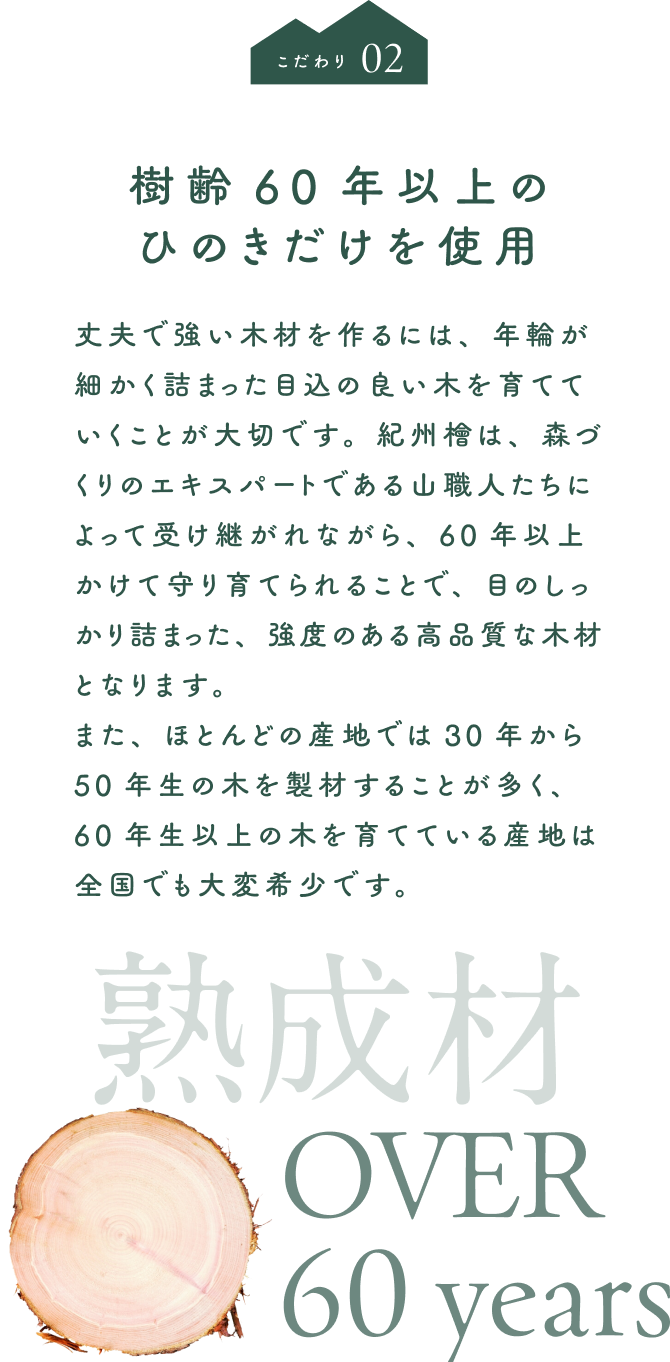 こだわり 02
樹齢60年以上の
ひのきだけを使用
丈夫で強い木材を作るには、年輪が
細かく詰まった目込の良い木を育てて
いくことが大切です。紀州檜は、森づ
くりのエキスパートである山職人たちに
よって受け継がれながら、60年以上
かけて守り育てられることで、目のしっ
かり詰まった、強度のある高品質な木材
となります。
また、ほとんどの産地では30年から
50年生の木を製材することが多く、
60年生以上の木を育てている産地は
全国でも大変希少です。
熟成材
OVER
60 years